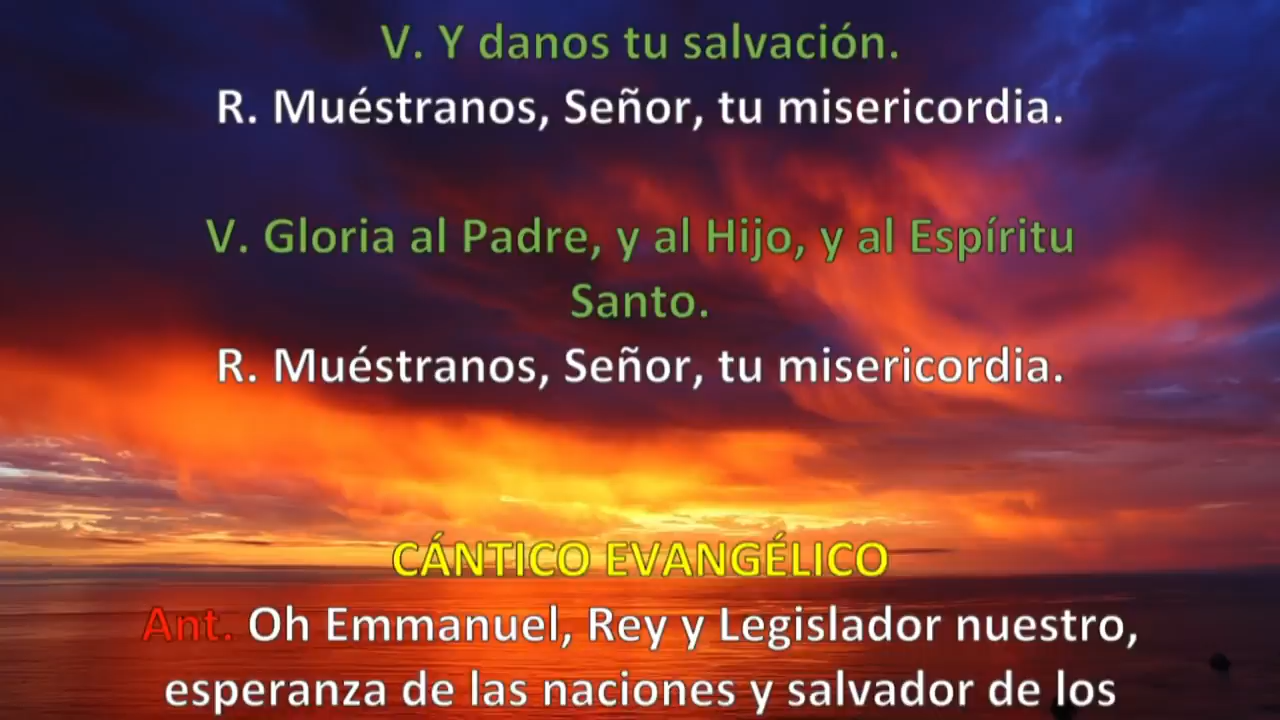 V. Y danos tu salvación.
R. Muéstranos, Señor, tu misericordia.
V. Gloria al Padre, y al Hijo, y al Espíritu
Santo.
R. Muéstranos, Señor, tu misericordia.
CÁNTICO EVANGÉLICO
Ant. Oh Emmanuel, Rey y Legislador nuestro,
esperanza de las naciones y salvador de los